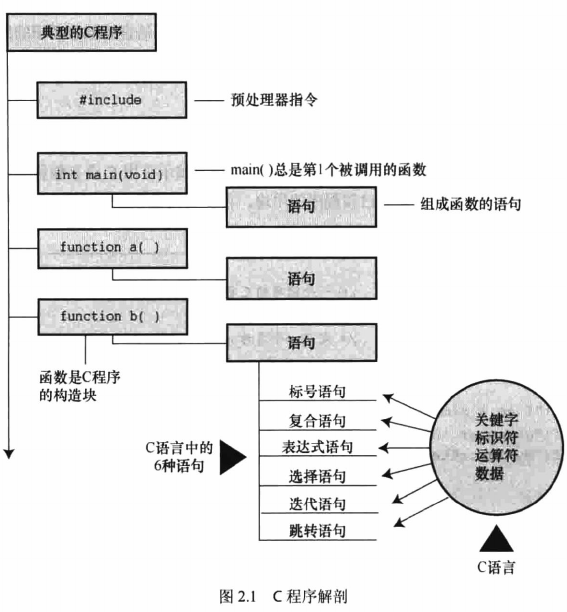 典型的C程序
#include
预处理器指令
int main(void)
main( )总是第1个被调用的函数
语句
组成函数的语句
function a( )
语句
function b( )
语句
函数是C程序
的构造块
标号语句
复合语句
表达式语句
选择语句
迭代语句
跳转语句
C语言中的
6种语句
关键字
标识符
运算符
数据
C语言
图 2.1 C 程序解剖